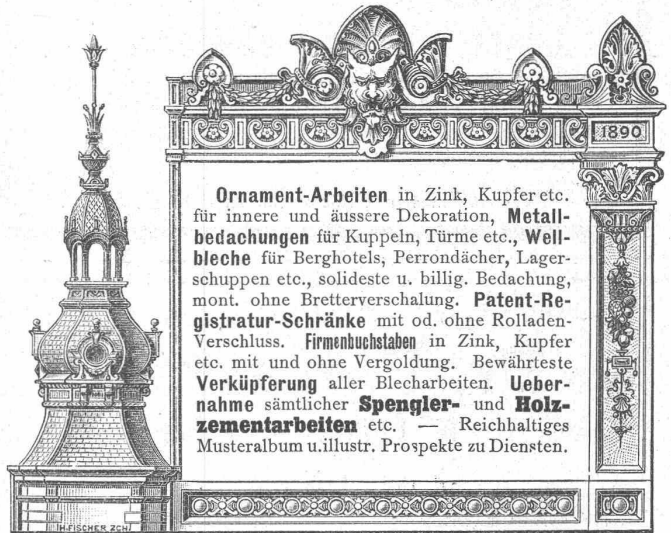 1890
Ornament-Arbeiten in Zink, Kupfer etc.
für innere und äussere Dekoration, Metall-
bedachungen für Kuppeln, Türme etc., Well-
bleche für Berghotels, Perrondächer, Lager-
schuppen etc., solideste u. billig. Bedachung,
mont. ohne Bretterverschalung. Patent-Re-
gistratur-Schränke mit od. ohne Rolladen-
Verschluss. Firmenbuchstaben in Zink, Kupfer
etc. mit und ohne Vergoldung. Bewährteste
Verküpferung aller Blecharbeiten. Ueber-
nahme sämtlicher Spengler- und Holz-
zementarbeiten etc. — Reichhaltiges
Musteralbum u. illustr. Prospekte zu Diensten.
H. FISCHER ZCH.